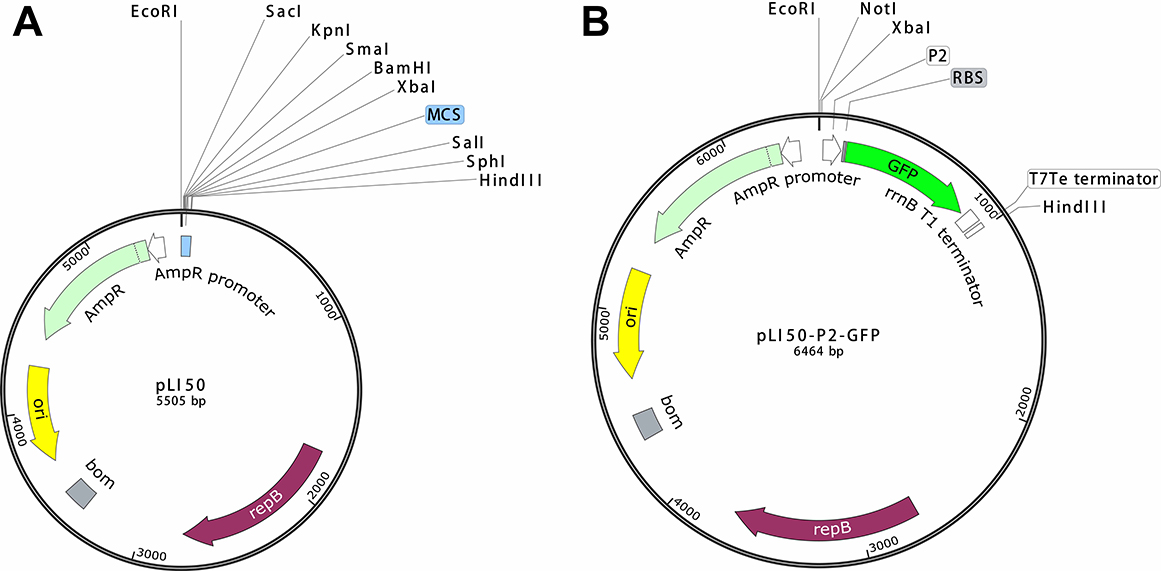 A
EcoRI
SacI
KpnI
SmaI
BamHI
XbaI
MCS
SalI
SphI
HindIII
5000
1000
AmpR promoter
AmpR
pLI50
5505 bp
ori
4000
bom
2000
repB
3000
B
EcoRI
NotI
XbaI
P2
RBS
6000
GFP
T7Te terminator
1000
HindIII
AmpR promoter
rrnB T1 terminator
AmpR
5000
ori
pLI50-P2-GFP
6464 bp
2000
bom
4000
repB
3000